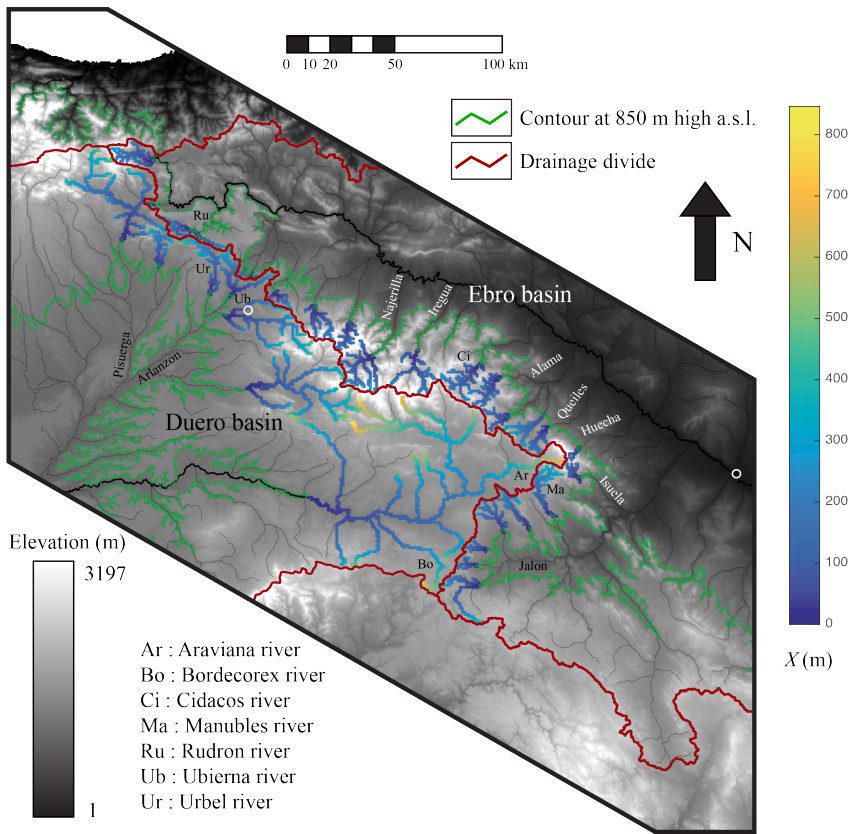 0 10 20 50 100 km
Contour at 850 m high a.s.l.
Drainage divide
N
800
700
600
500
400
300
200
100
0
X (m)
Ru
Ur
Ub
Najerilla
Iregua
Ebro basin
Ci
Alama
Pisuerga
Arlanzon
Queiles
Huecha
Duero basin
Ar
Ma
Isuela
Bo
Jalon
Elevation (m)
3197
1
Ar : Araviana river
Bo : Bordecorex river
Ci : Cidacos river
Ma : Manubles river
Ru : Rudron river
Ub : Ubierna river
Ur : Urbel river